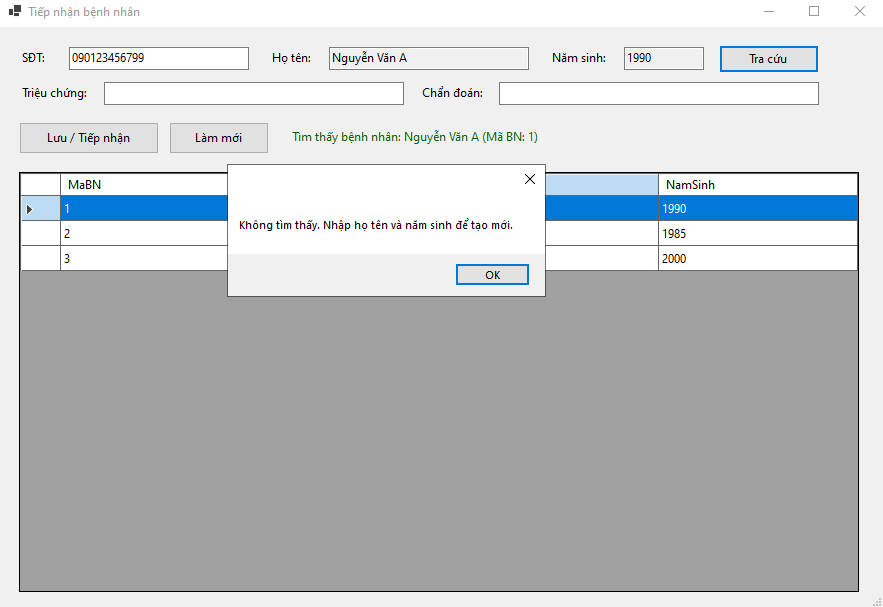 Tiếp nhận bệnh nhân
SĐT: 090123456799 Họ tên: Nguyễn Văn A Năm sinh: 1990 Tra cứu
Triệu chứng: Chẩn đoán:
Lưu / Tiếp nhận Làm mới Tìm thấy bệnh nhân: Nguyễn Văn A (Mã BN: 1)
MaBN NamSinh
1 1990
2 1985
3 2000
Không tìm thấy. Nhập họ tên và năm sinh để tạo mới.
OK